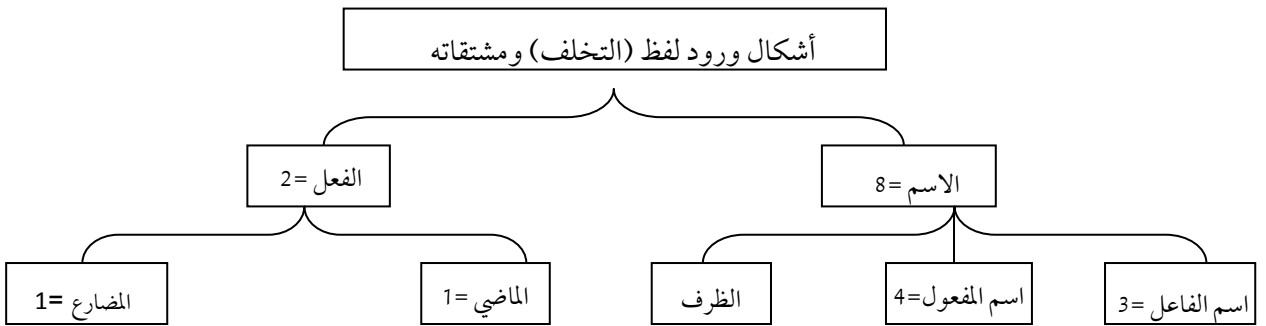 أشكال ورود لفظ (التخلف) ومشتقاته
الاسم =8
الفعل =2
اسم الفاعل =3
اسم المفعول=4
الظرف
الماضي =1
المضارع =1